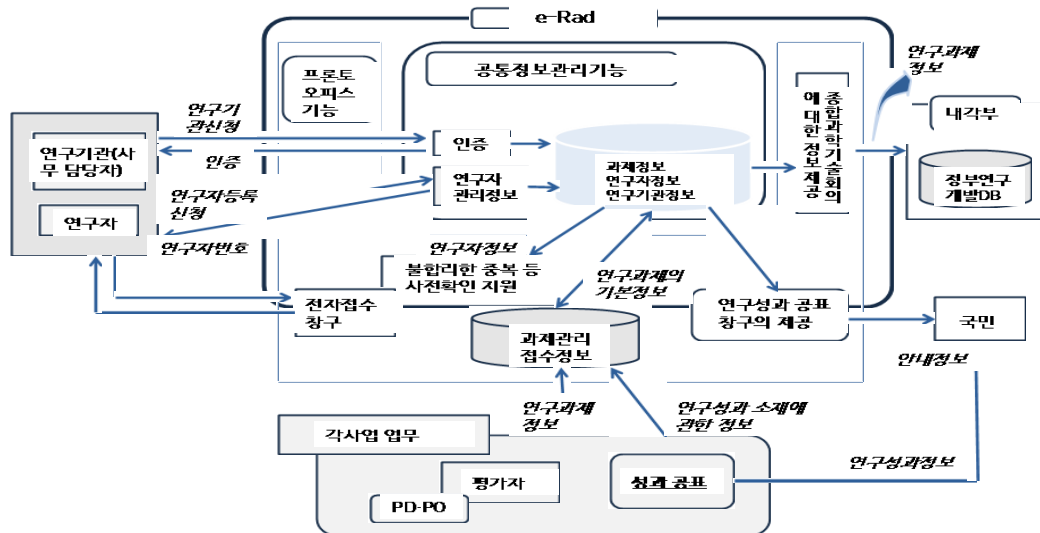 e-Rad
프론토
오피스
기능
공통정보관리기능
연구과제
정보
종합과학기술회의
에 대한 정보제공
내각부
정부연구
개발DB
연구기
관신청
인증
연구기관(사
무 담당자)
연구자
연구자등록
신청
연구자번호
인증
연구자
관리정보
과제정보
연구자정보
연구기관정보
연구자정보
불합리한 중복 등
사전확인 지원
연구과제의
기본정보
전자접수
창구
과제관리
접수정보
연구성과 공표
창구의 제공
국민
안내정보
연구과제
정보
연구성과 소재에
관한 정보
연구성과정보
각사업 업무
평가자
PD·PO
성과 공표